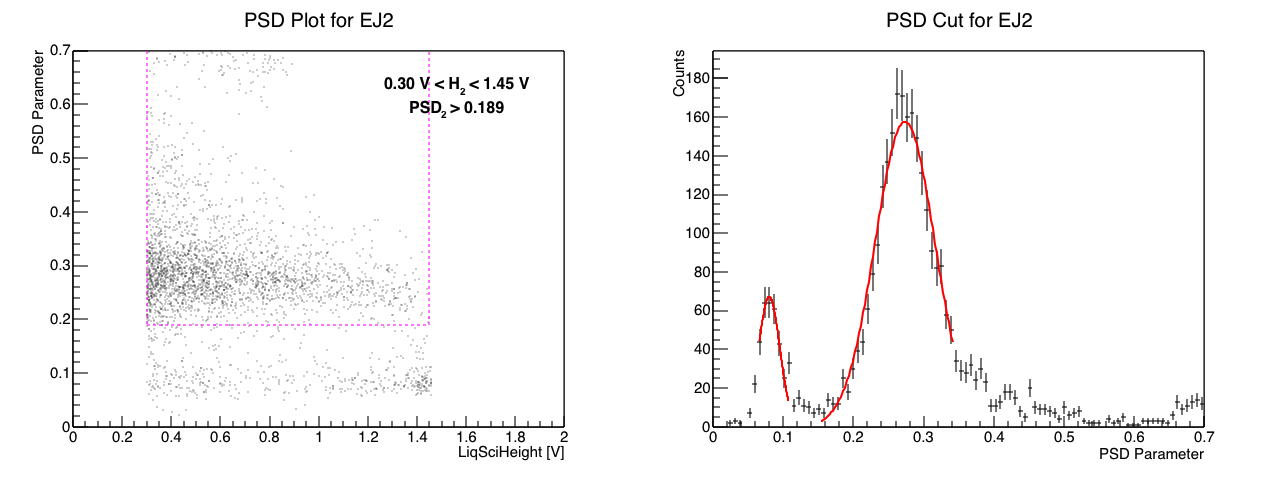 PSD Plot for EJ2
PSD Parameter
0.7
0.6
0.5
0.4
0.3
0.2
0.1
0
0.30 V < H2 < 1.45 V
PSD2 > 0.189
0 0.2 0.4 0.6 0.8 1 1.2 1.4 1.6 1.8 2
LiqSciHeight [V]
PSD Cut for EJ2
Counts
180
160
140
120
100
80
60
40
20
0
0 0.1 0.2 0.3 0.4 0.5 0.6 0.7
PSD Parameter